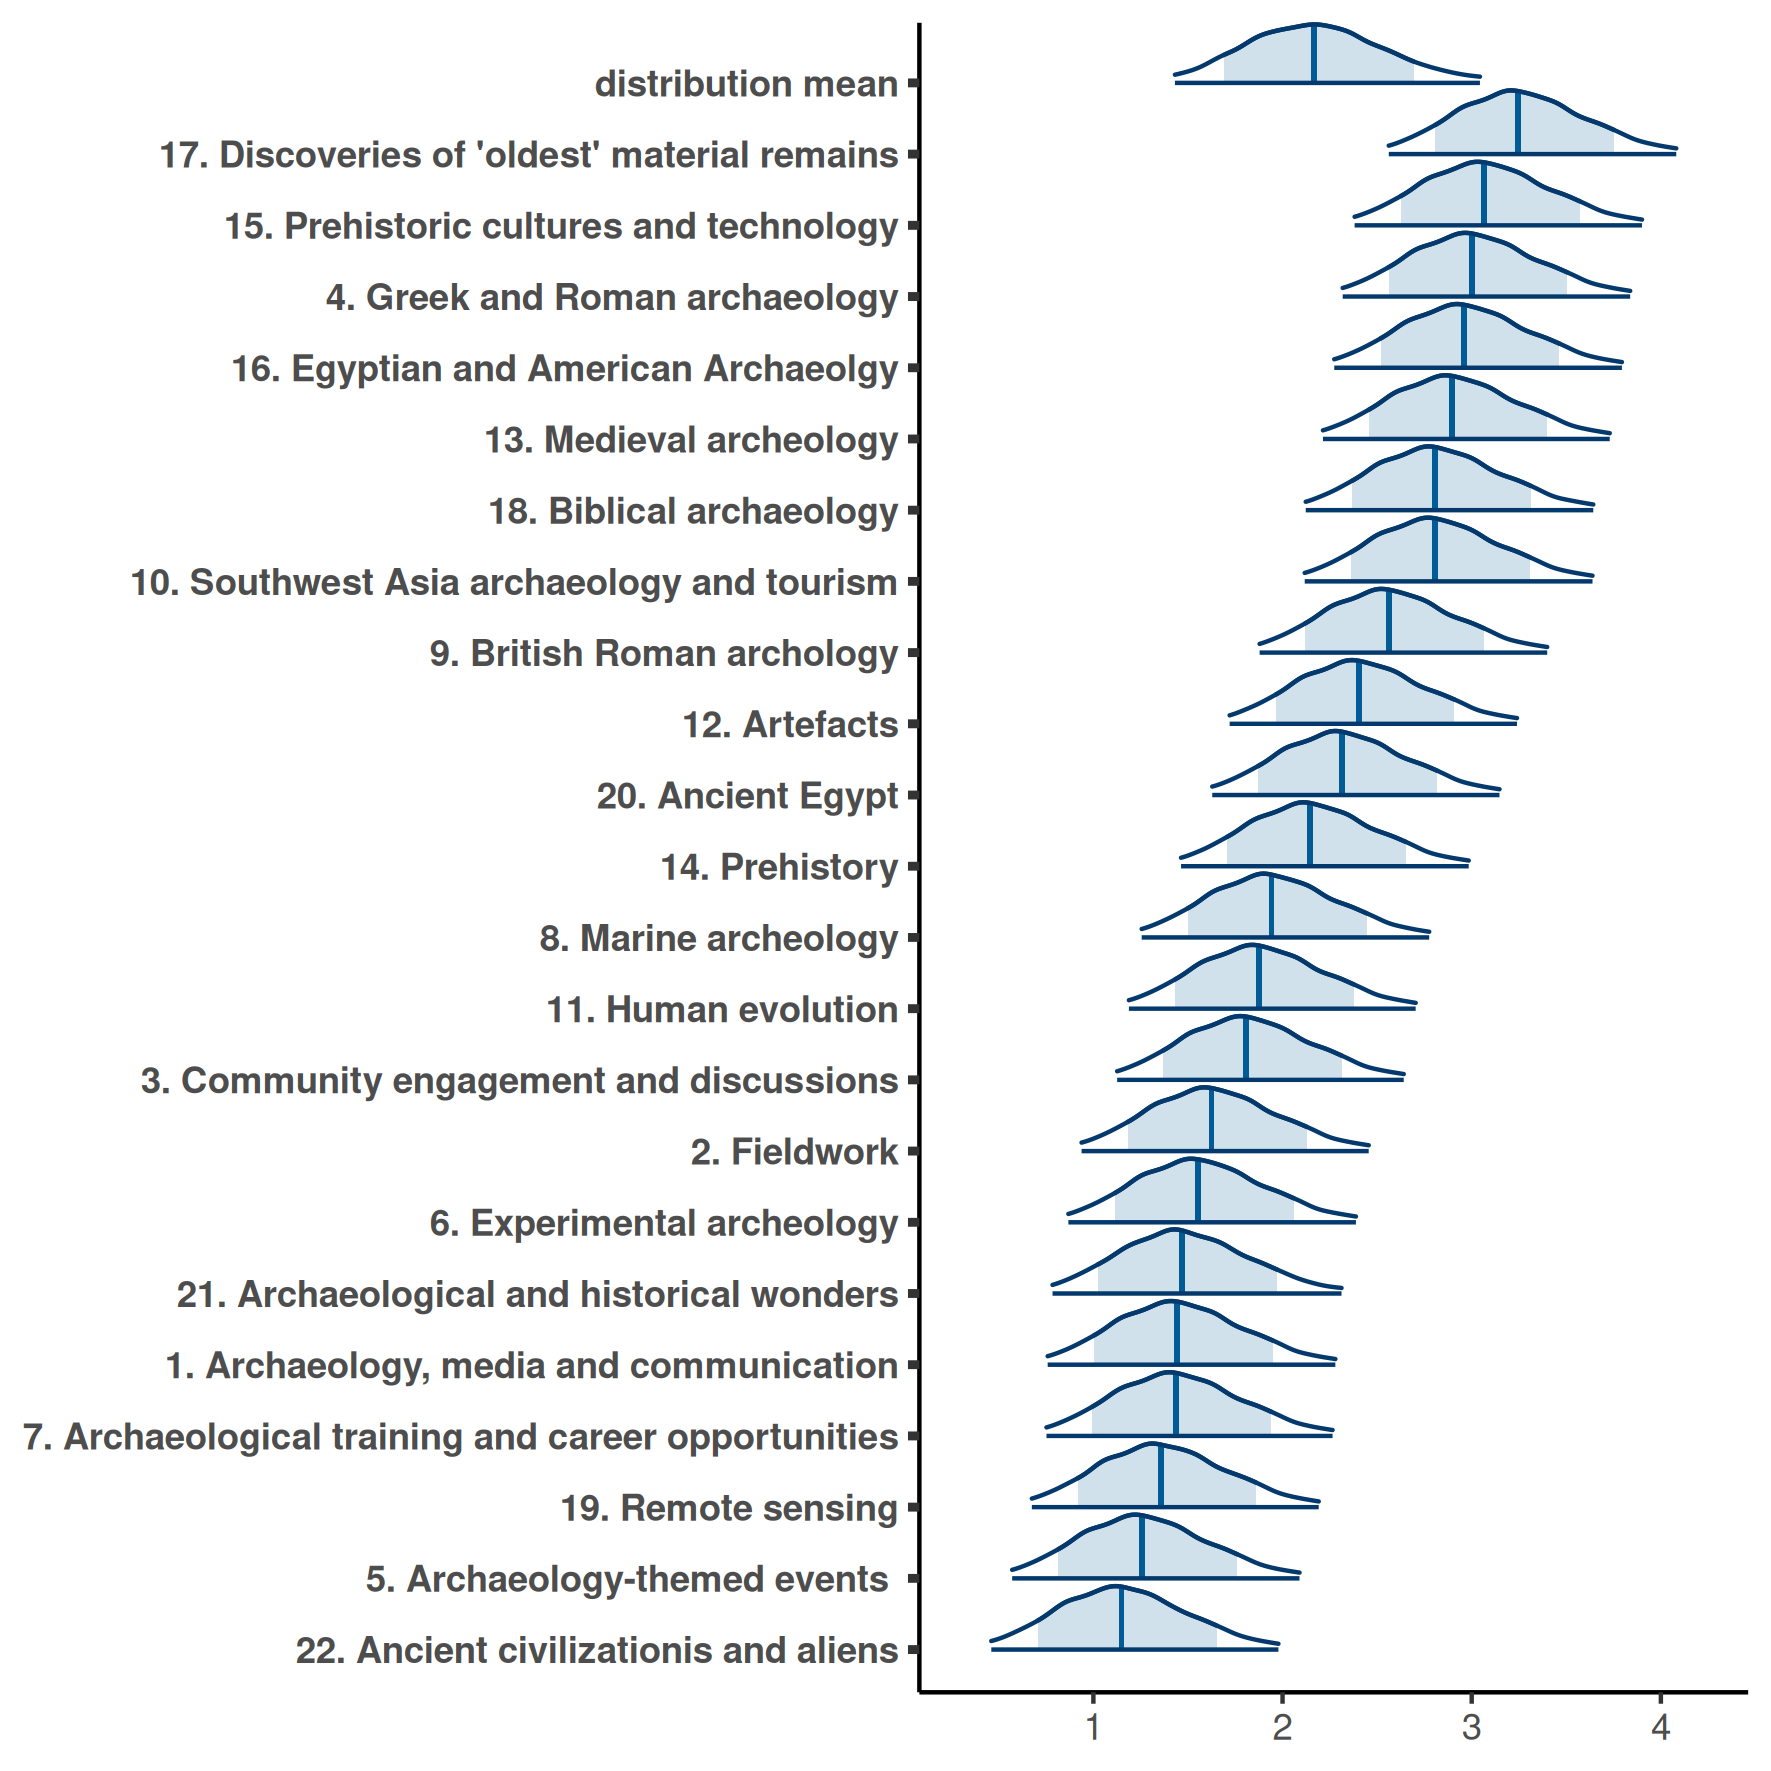 distribution mean
17. Discoveries of 'oldest' material remains
15. Prehistoric cultures and technology
4. Greek and Roman archaeology
16. Egyptian and American Archaeolgy
13. Medieval archeology
18. Biblical archaeology
10. Southwest Asia archaeology and tourism
9. British Roman archology
12. Artefacts
20. Ancient Egypt
14. Prehistory
8. Marine archeology
11. Human evolution
3. Community engagement and discussions
2. Fieldwork
6. Experimental archeology
21. Archaeological and historical wonders
1. Archaeology, media and communication
7. Archaeological training and career opportunities
19. Remote sensing
5. Archaeology-themed events
22. Ancient civilizationis and aliens
1 2 3 4